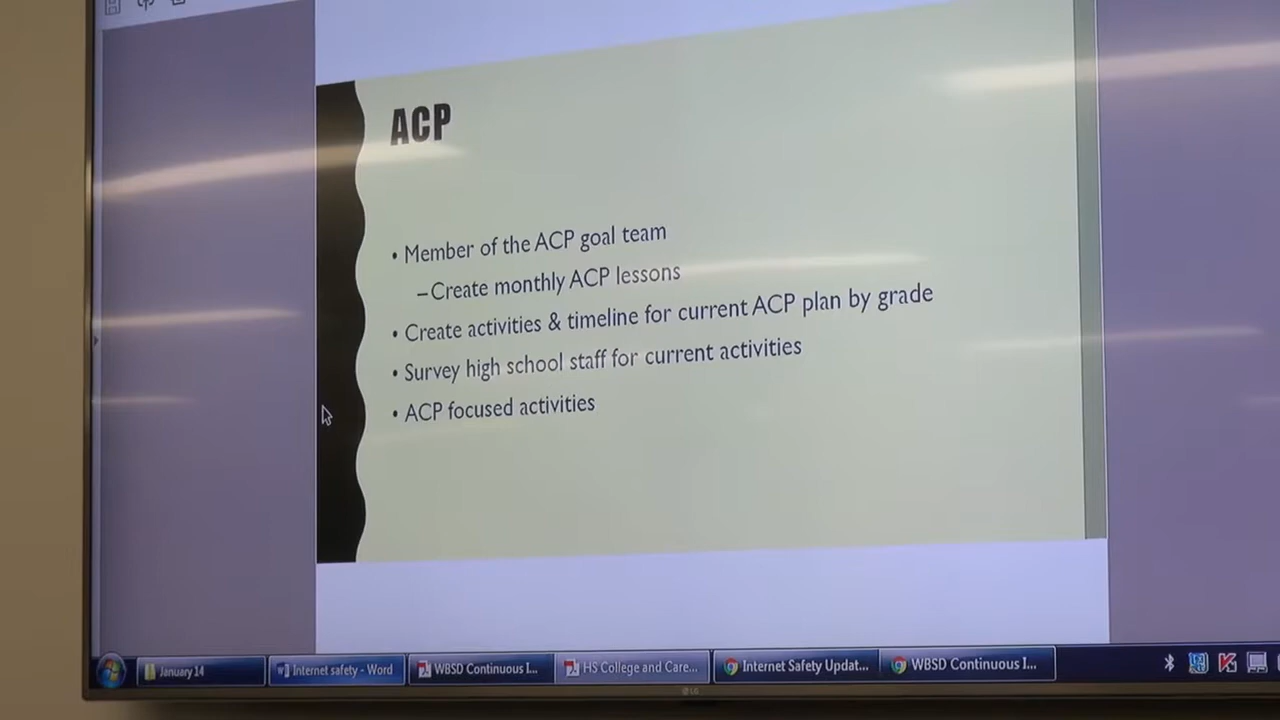 ACP
• Member of the ACP goal team
–Create monthly ACP lessons
• Create activities & timeline for current ACP plan by grade
• Survey high school staff for current activities
• ACP focused activities
January 14
Internet safety - Word
WBSD Continuous I...
HS College and Care...
Internet Safety Updat...
WBSD Continuous I...
LG